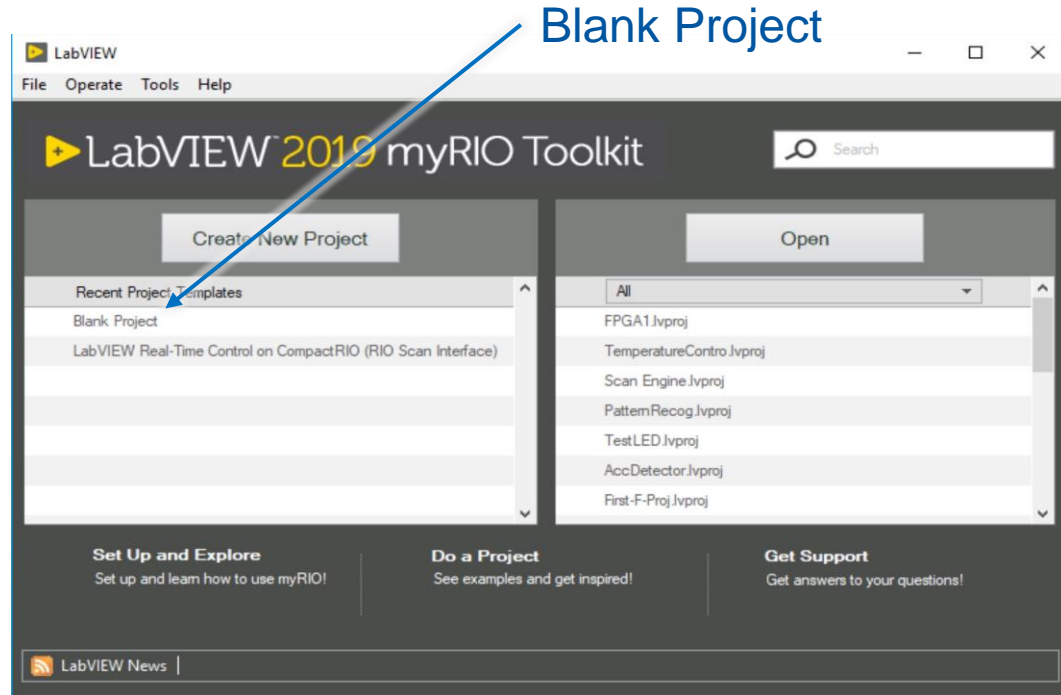 Blank Project
LabVIEW
File Operate Tools Help
LabVIEW™ 2019 myRIO Toolkit
Search
Create New Project
Recent Project Templates
Blank Project
LabVIEW Real-Time Control on CompactRIO (RIO Scan Interface)
Open
All
FPGA1.lvproj
TemperatureContro.lvproj
Scan Engine.lvproj
PatternRecog.lvproj
TestLED.lvproj
AccDetector.lvproj
First-F-Proj.lvproj
Set Up and Explore
Set up and learn how to use myRIO!
Do a Project
See examples and get inspired!
Get Support
Get answers to your questions!
LabVIEW News